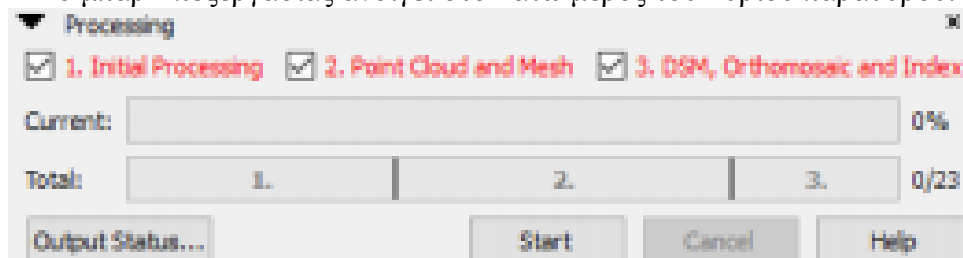 Processing
1. Initial Processing 2. Point Cloud and Mesh 3. DSM, Orthomosaic and Index
Current: 0%
Total: 1. 2. 3. 0/23
Output Status... Start Cancel Help